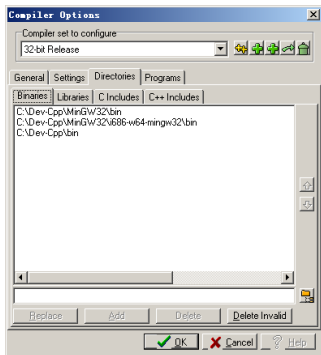 Compiler Options
Compiler set to configure
32-bit Release
General Settings Directories Programs
Binaries Libraries C Includes C++ Includes
C:\Dev-Cpp\MinGW32\bin
C:\Dev-Cpp\MinGW32\i686-w64-mingw32\bin
C:\Dev-Cpp\bin
Replace Add Delete Delete Invalid
OK Cancel Help